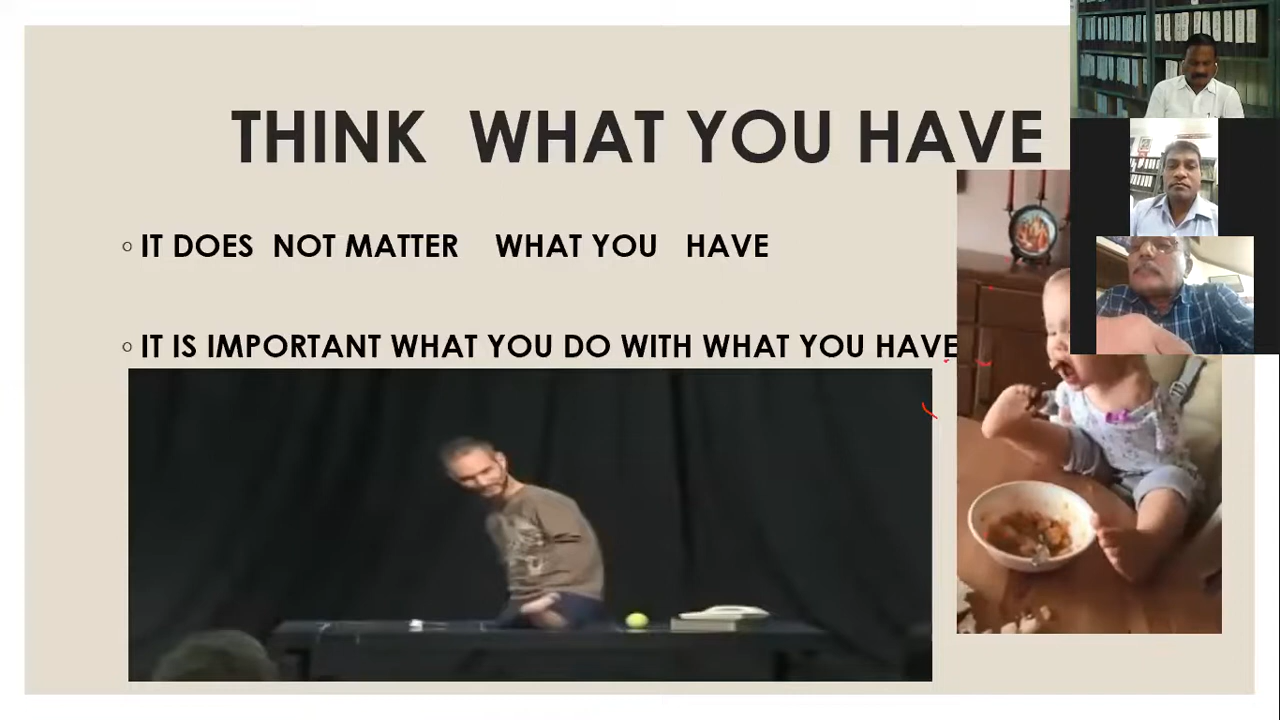 THINK WHAT YOU HAVE
IT DOES NOT MATTER WHAT YOU HAVE
IT IS IMPORTANT WHAT YOU DO WITH WHAT YOU HAVE